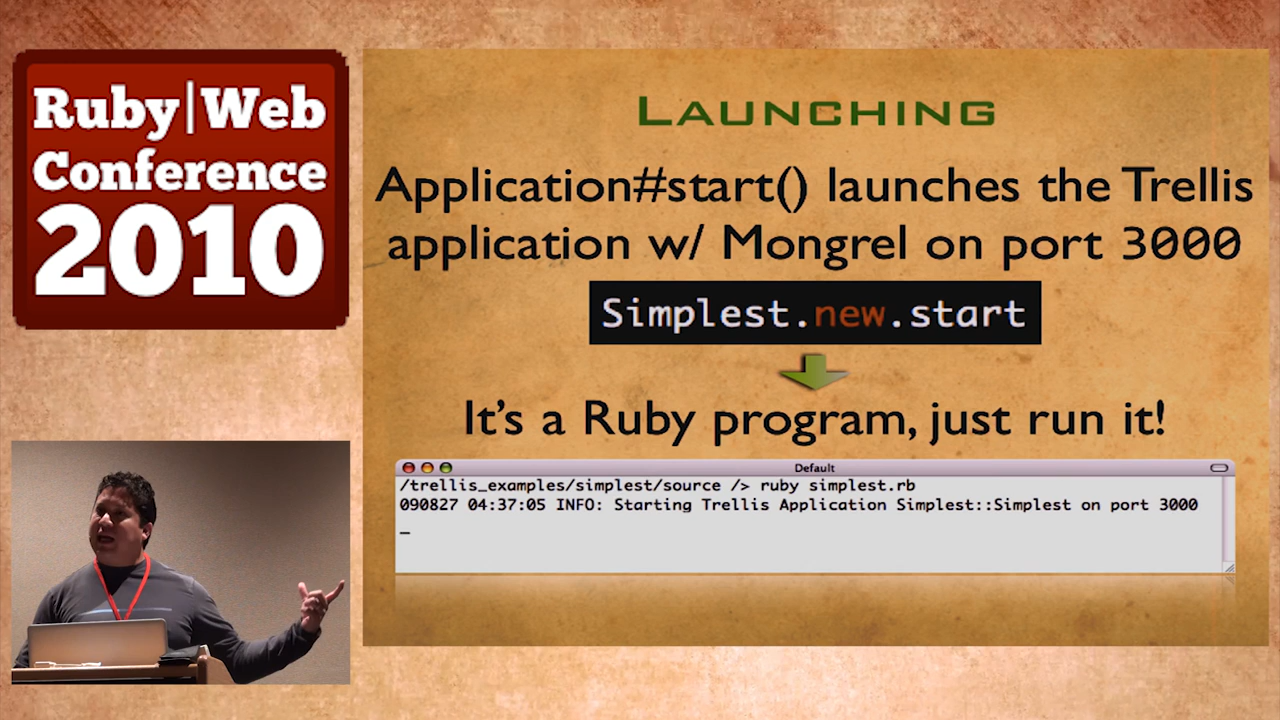 Ruby|Web
Conference
2010
LAUNCHING
Application#start() launches the Trellis
application w/ Mongrel on port 3000
Simplest.new.start
It's a Ruby program, just run it!
Default
/trellis_examples/simplest/source /> ruby simplest.rb
090827 04:37:05 INFO: Starting Trellis Application Simplest::Simplest on port 3000